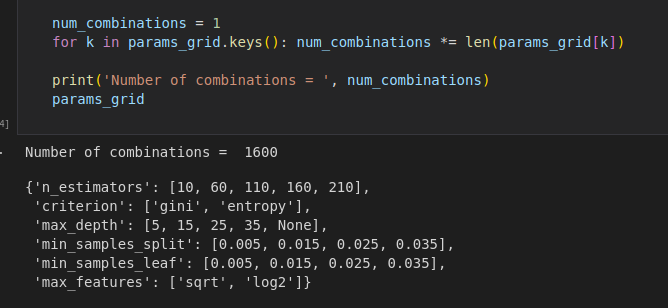 num_combinations = 1
for k in params_grid.keys(): num_combinations *= len(params_grid[k])
print('Number of combinations = ', num_combinations)
params_grid
4]
Number of combinations =  1600
{'n_estimators': [10, 60, 110, 160, 210],
 'criterion': ['gini', 'entropy'],
 'max_depth': [5, 15, 25, 35, None],
 'min_samples_split': [0.005, 0.015, 0.025, 0.035],
 'min_samples_leaf': [0.005, 0.015, 0.025, 0.035],
 'max_features': ['sqrt', 'log2']}